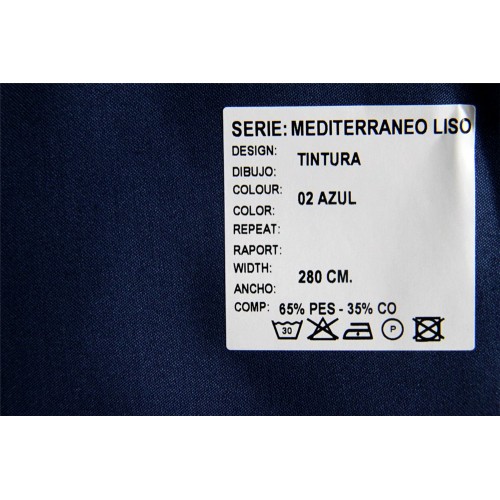 SERIE: MEDITERRANEO LISO
DESIGN:
DIBUJO: TINTURA
COLOUR:
COLOR: 02 AZUL
REPEAT:
RAPORT:
WIDTH:
ANCHO: 280 CM.
COMP: 65% PES - 35% CO
30 P